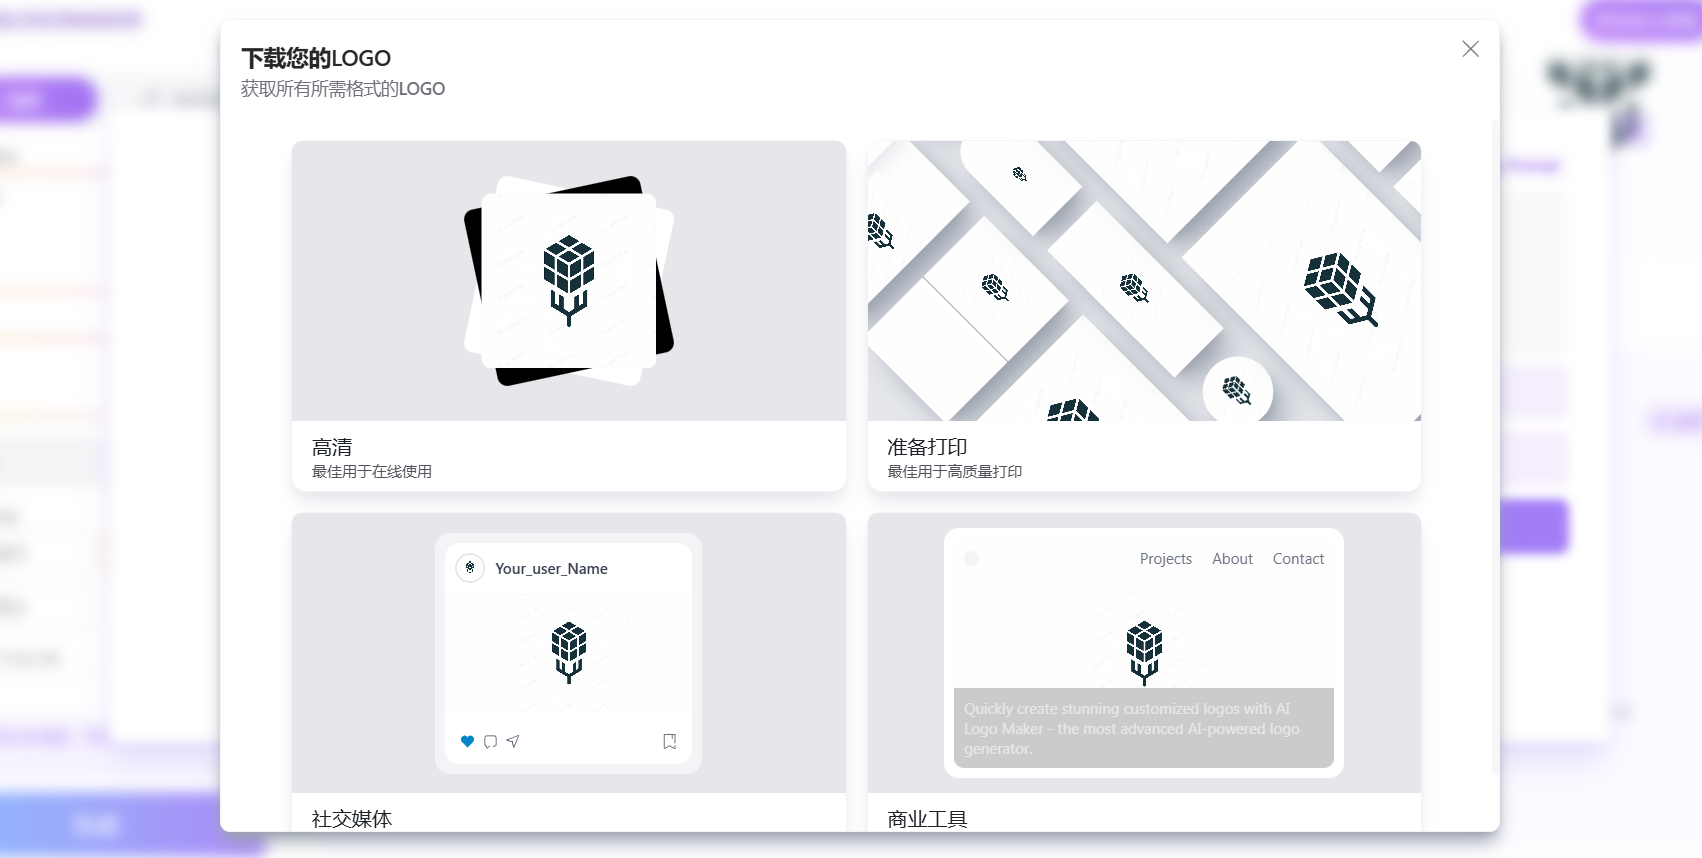 下载您的LOGO
获取所有所需格式的LOGO
高清
最佳用于在线使用
准备打印
最佳用于高质量打印
Your_user_Name
社交媒体
Projects About Contact
Quickly create stunning customized logos with AI
Logo Maker - the most advanced AI-powered logo
generator.
商业工具